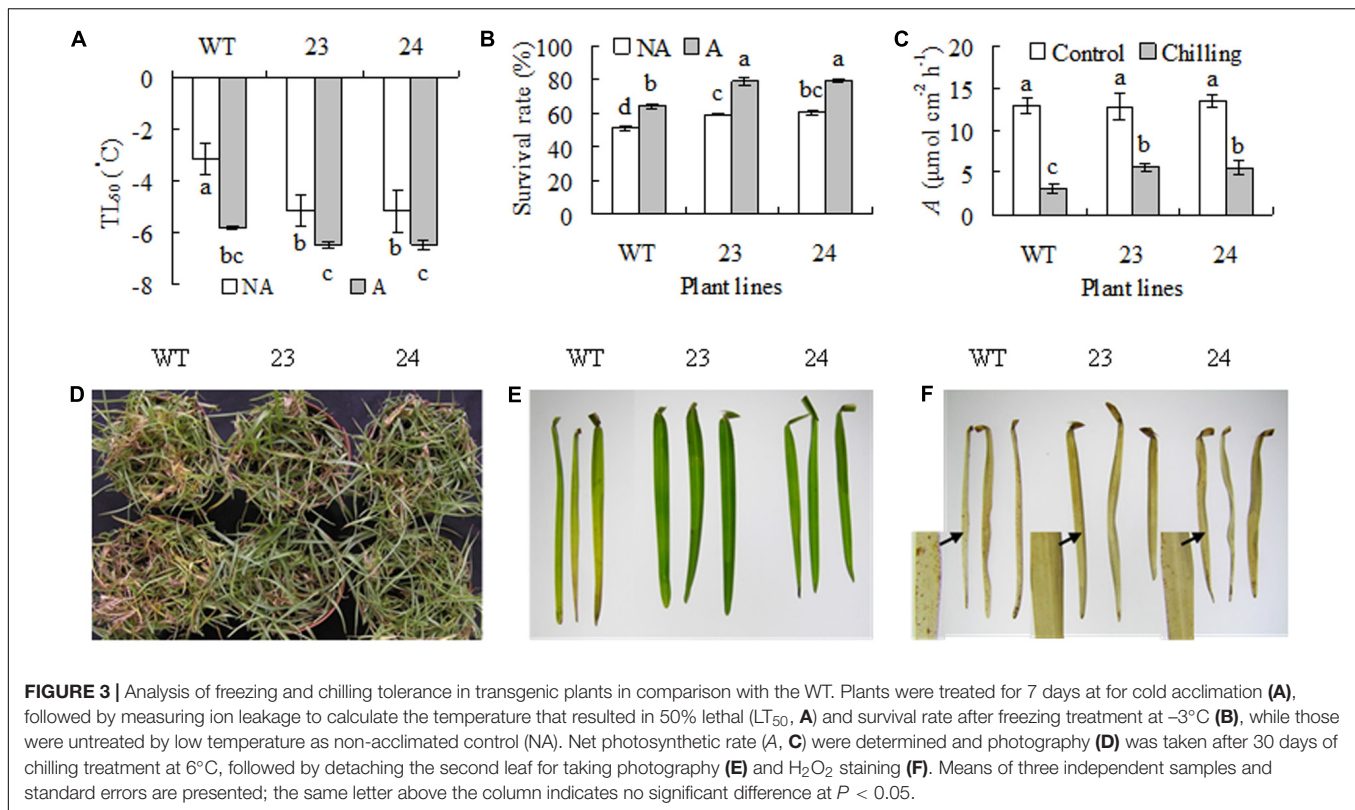 A
WT 23 24
TL50 (°C)
0
-2
-4
-6
-8
a
bc
b
c
b
c
NA A
B
Survival rate (%)
100
80
60
40
20
0
NA A
d
b
c
a
bc
a
WT 23 24
Plant lines
C
A (μmol cm⁻² h⁻¹)
20
15
10
5
0
Control Chilling
a
c
a
b
a
b
WT 23 24
Plant lines
WT 23 24
D
WT 23 24
E
WT 23 24
F
FIGURE 3 | Analysis of freezing and chilling tolerance in transgenic plants in comparison with the WT. Plants were treated for 7 days at for cold acclimation (A),
followed by measuring ion leakage to calculate the temperature that resulted in 50% lethal (LT50, A) and survival rate after freezing treatment at –3°C (B), while those
were untreated by low temperature as non-acclimated control (NA). Net photosynthetic rate (A, C) were determined and photography (D) was taken after 30 days of
chilling treatment at 6°C, followed by detaching the second leaf for taking photography (E) and H2O2 staining (F). Means of three independent samples and
standard errors are presented; the same letter above the column indicates no significant difference at P < 0.05.